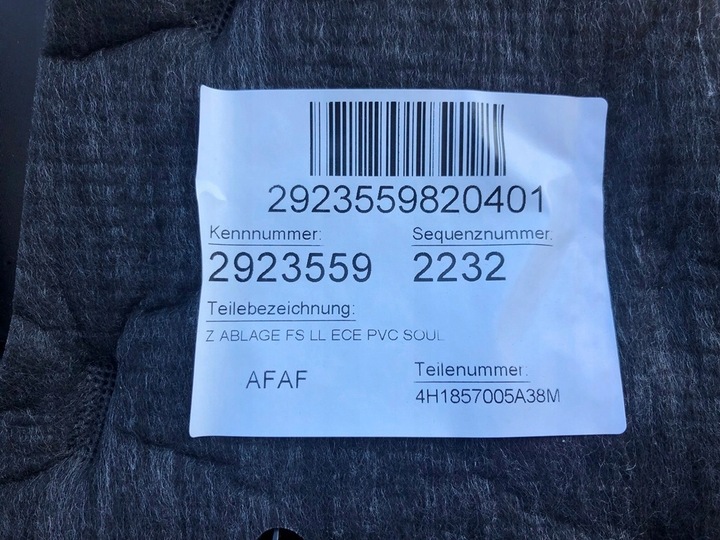 2923559820401
Kennnummer: Sequenznummer:
2923559 2232
Teilebezeichnung:
Z ABLAGE FS LL ECE PVC SOUL
AFAF
Teilenummer:
4H1857005A38M